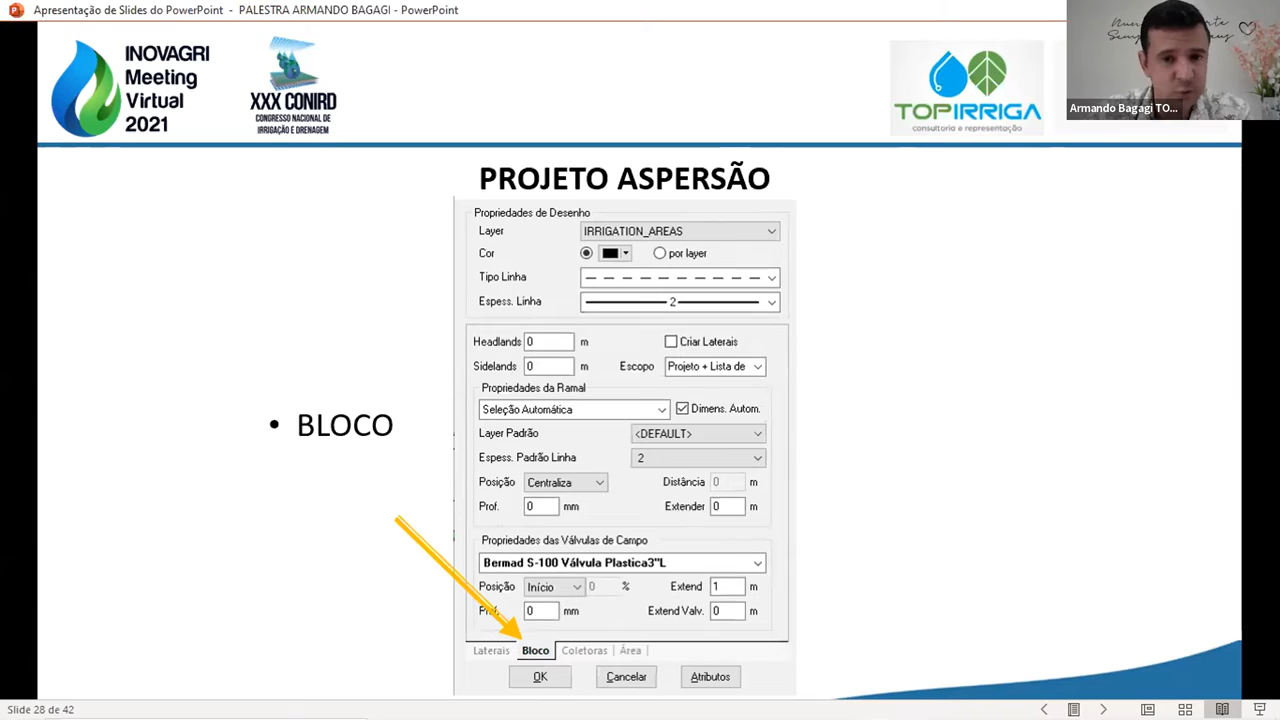 Apresentação de Slides do PowerPoint - PALESTRA ARMANDO BAGAGI - PowerPoint
INOVAGRI
Meeting
Virtual
2021
XXX CONIRD
CONGRESSO NACIONAL DE
IRRIGAÇÃO E DRENAGEM
TOPIRRIGA
consultoria e representação
Armando Bagagi TO...
PROJETO ASPERSÃO
Propriedades de Desenho
Layer IRRIGATION_AREAS
Cor por layer
Tipo Linha
Espess. Linha 2
Headlands 0 m Criar Laterais
Sidelands 0 m Escopo Projeto + Lista de
Propriedades da Ramal
Seleção Automática Dimens. Autom.
Layer Padrão <DEFAULT>
Espess. Padrão Linha 2
Posição Centraliza Distância 0 m
Prof. 0 mm Extender 0 m
• BLOCO
Propriedades das Válvulas de Campo
Bermad S-100 Válvula Plastica3"L
Posição Início 0 % Extend 1 m
Prof. 0 mm Extend Valv. 0 m
Laterais Bloco Coletoras Área
OK Cancelar Atributos
Slide 28 de 42